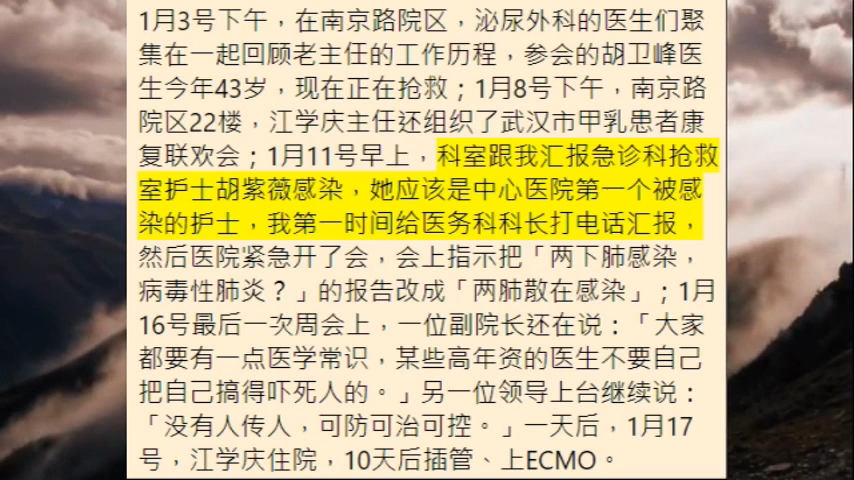 1月3号下午，在南京路院区，泌尿外科的医生们聚
集在一起回顾老主任的工作历程，参会的胡卫峰医
生今年43岁，现在正在抢救；1月8号下午，南京路
院区22楼，江学庆主任还组织了武汉市甲乳患者康
复联欢会；1月11号早上，科室跟我汇报急诊科抢救
室护士胡紫薇感染，她应该是中心医院第一个被感
染的护士，我第一时间给医务科科长打电话汇报，
然后医院紧急开了会，会上指示把「两下肺感染，
病毒性肺炎？」的报告改成「两肺散在感染」；1月
16号最后一次周会上，一位副院长还在说：「大家
都要有一点医学常识，某些高年资的医生不要自己
把自己搞得吓死人的。」另一位领导上台继续说：
「没有人传人，可防可治可控。」一天后，1月17
号，江学庆住院，10天后插管、上ECMO。